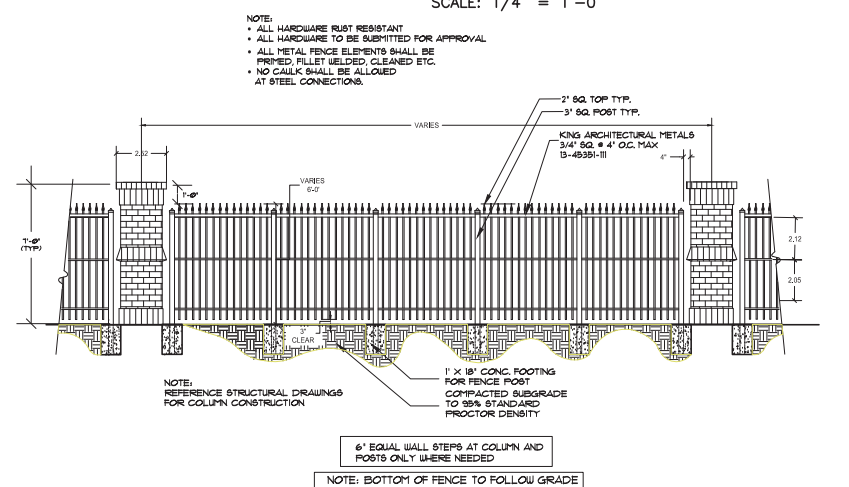 SCALE: 1/4" = 1'-0"
NOTE:
• ALL HARDWARE RUST RESISTANT
• ALL HARDWARE TO BE SUBMITTED FOR APPROVAL
• ALL METAL FENCE ELEMENTS SHALL BE
PRIMED, FILLET WELDED, CLEANED ETC.
• NO CAULK SHALL BE ALLOWED
AT STEEL CONNECTIONS.
2" SQ. TOP TYP.
3" SQ. POST TYP.
VARIES
KING ARCHITECTURAL METALS
3/4" SQ. @ 4" O.C. MAX
13-45351-111
4"
2.52
VARIES
6'-0"
1'-0"
7'-0"
(TYP)
2.12
2.05
3"
CLEAR
1' X 18" CONC. FOOTING
FOR FENCE POST
NOTE:
REFERENCE STRUCTURAL DRAWINGS
FOR COLUMN CONSTRUCTION
COMPACTED SUBGRADE
TO 95% STANDARD
PROCTOR DENSITY
6" EQUAL WALL STEPS AT COLUMN AND
POSTS ONLY WHERE NEEDED
NOTE: BOTTOM OF FENCE TO FOLLOW GRADE